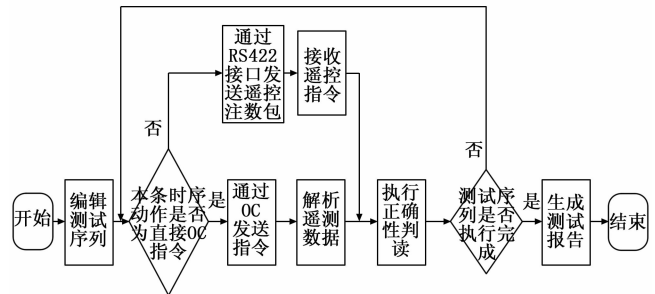 通过
RS422
接口发
送遥控
注数包
接收
遥控
指令
否
否
开始
编辑
测试
序列
本条时序
动作是否
为直接OC
指令
是
通过
OC
发送
指令
解析
遥测
数据
执行
正确
性判
读
测试序
列是否
执行完
成
是
生成
测试
报告
结束